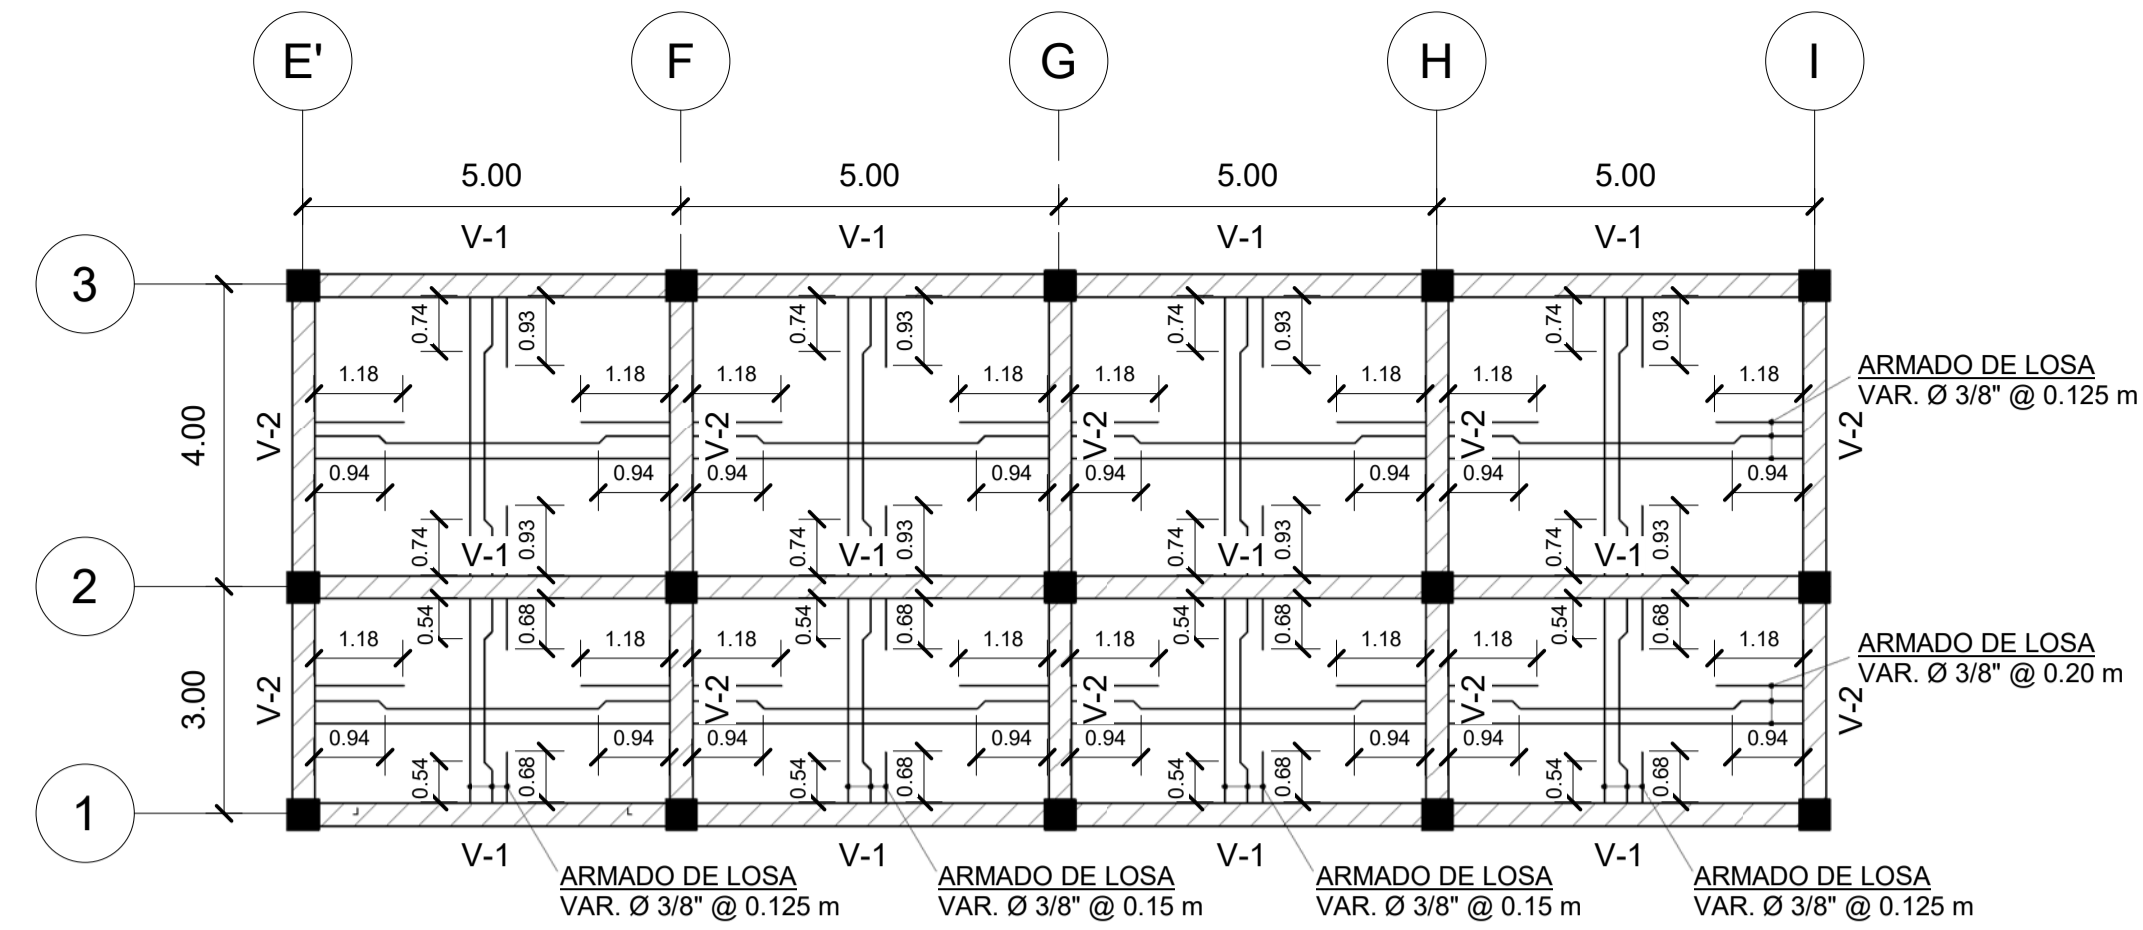 E' F G H I
5.00 5.00 5.00 5.00
V-1 V-1 V-1 V-1
3
0.74 0.93 0.74 0.93 0.74 0.93 0.74 0.93
1.18 1.18 1.18 1.18 1.18 1.18 1.18 1.18
ARMADO DE LOSA
VAR. Ø 3/8" @ 0.125 m
4.00 V-2 V-2 V-2 V-2 V-2
0.94 0.94 0.94 0.94 0.94 0.94 0.94 0.94
0.74 V-1 0.93 0.74 V-1 0.93 0.74 V-1 0.93 0.74 V-1 0.93
2
0.54 0.68 0.54 0.68 0.54 0.68 0.54 0.68
1.18 1.18 1.18 1.18 1.18 1.18 1.18 1.18
ARMADO DE LOSA
VAR. Ø 3/8" @ 0.20 m
3.00 V-2 V-2 V-2 V-2 V-2
0.94 0.94 0.94 0.94 0.94 0.94 0.94 0.94
0.54 0.68 0.54 0.68 0.54 0.68 0.54 0.68
1
V-1 V-1 V-1 V-1
ARMADO DE LOSA ARMADO DE LOSA ARMADO DE LOSA ARMADO DE LOSA
VAR. Ø 3/8" @ 0.125 m VAR. Ø 3/8" @ 0.15 m VAR. Ø 3/8" @ 0.15 m VAR. Ø 3/8" @ 0.125 m